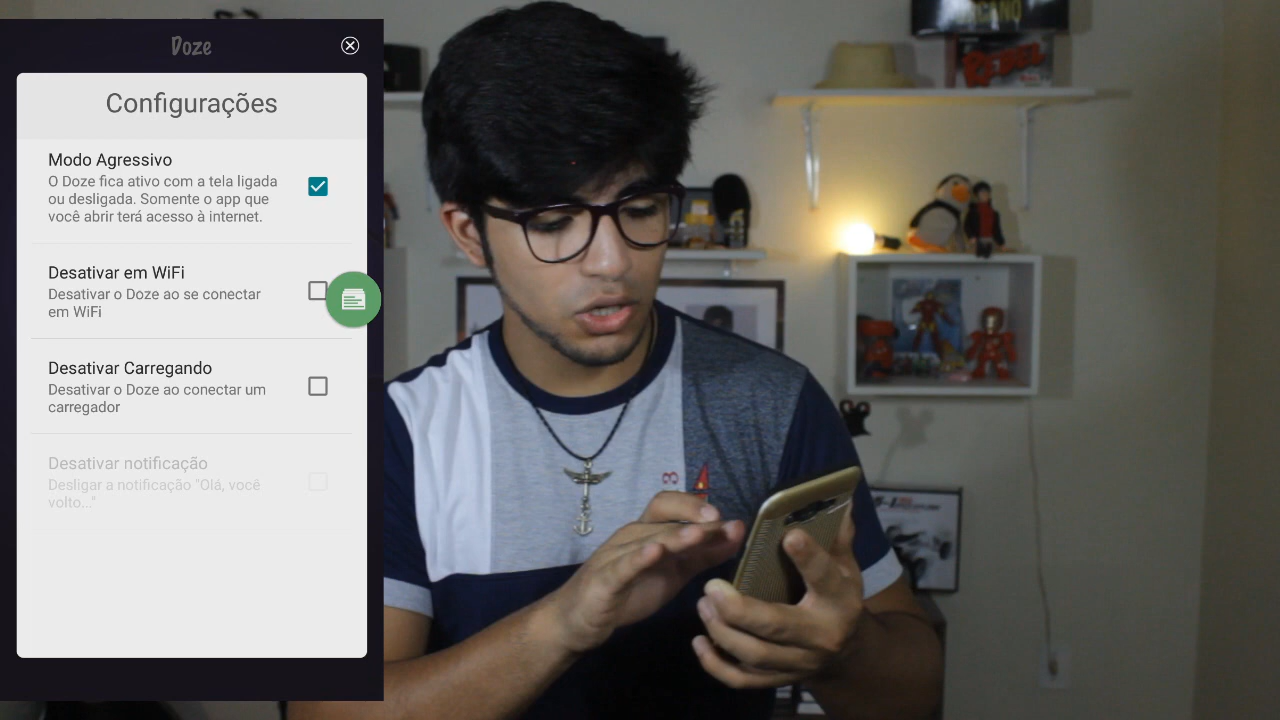 Doze
Configurações
Modo Agressivo
O Doze fica ativo com a tela ligada
ou desligada. Somente o app que
você abrir terá acesso à internet.
Desativar em WiFi
Desativar o Doze ao se conectar
em WiFi
Desativar Carregando
Desativar o Doze ao conectar um
carregador
Desativar notificação
Desligar a notificação "Olá, você
volto..."
REBEL
3